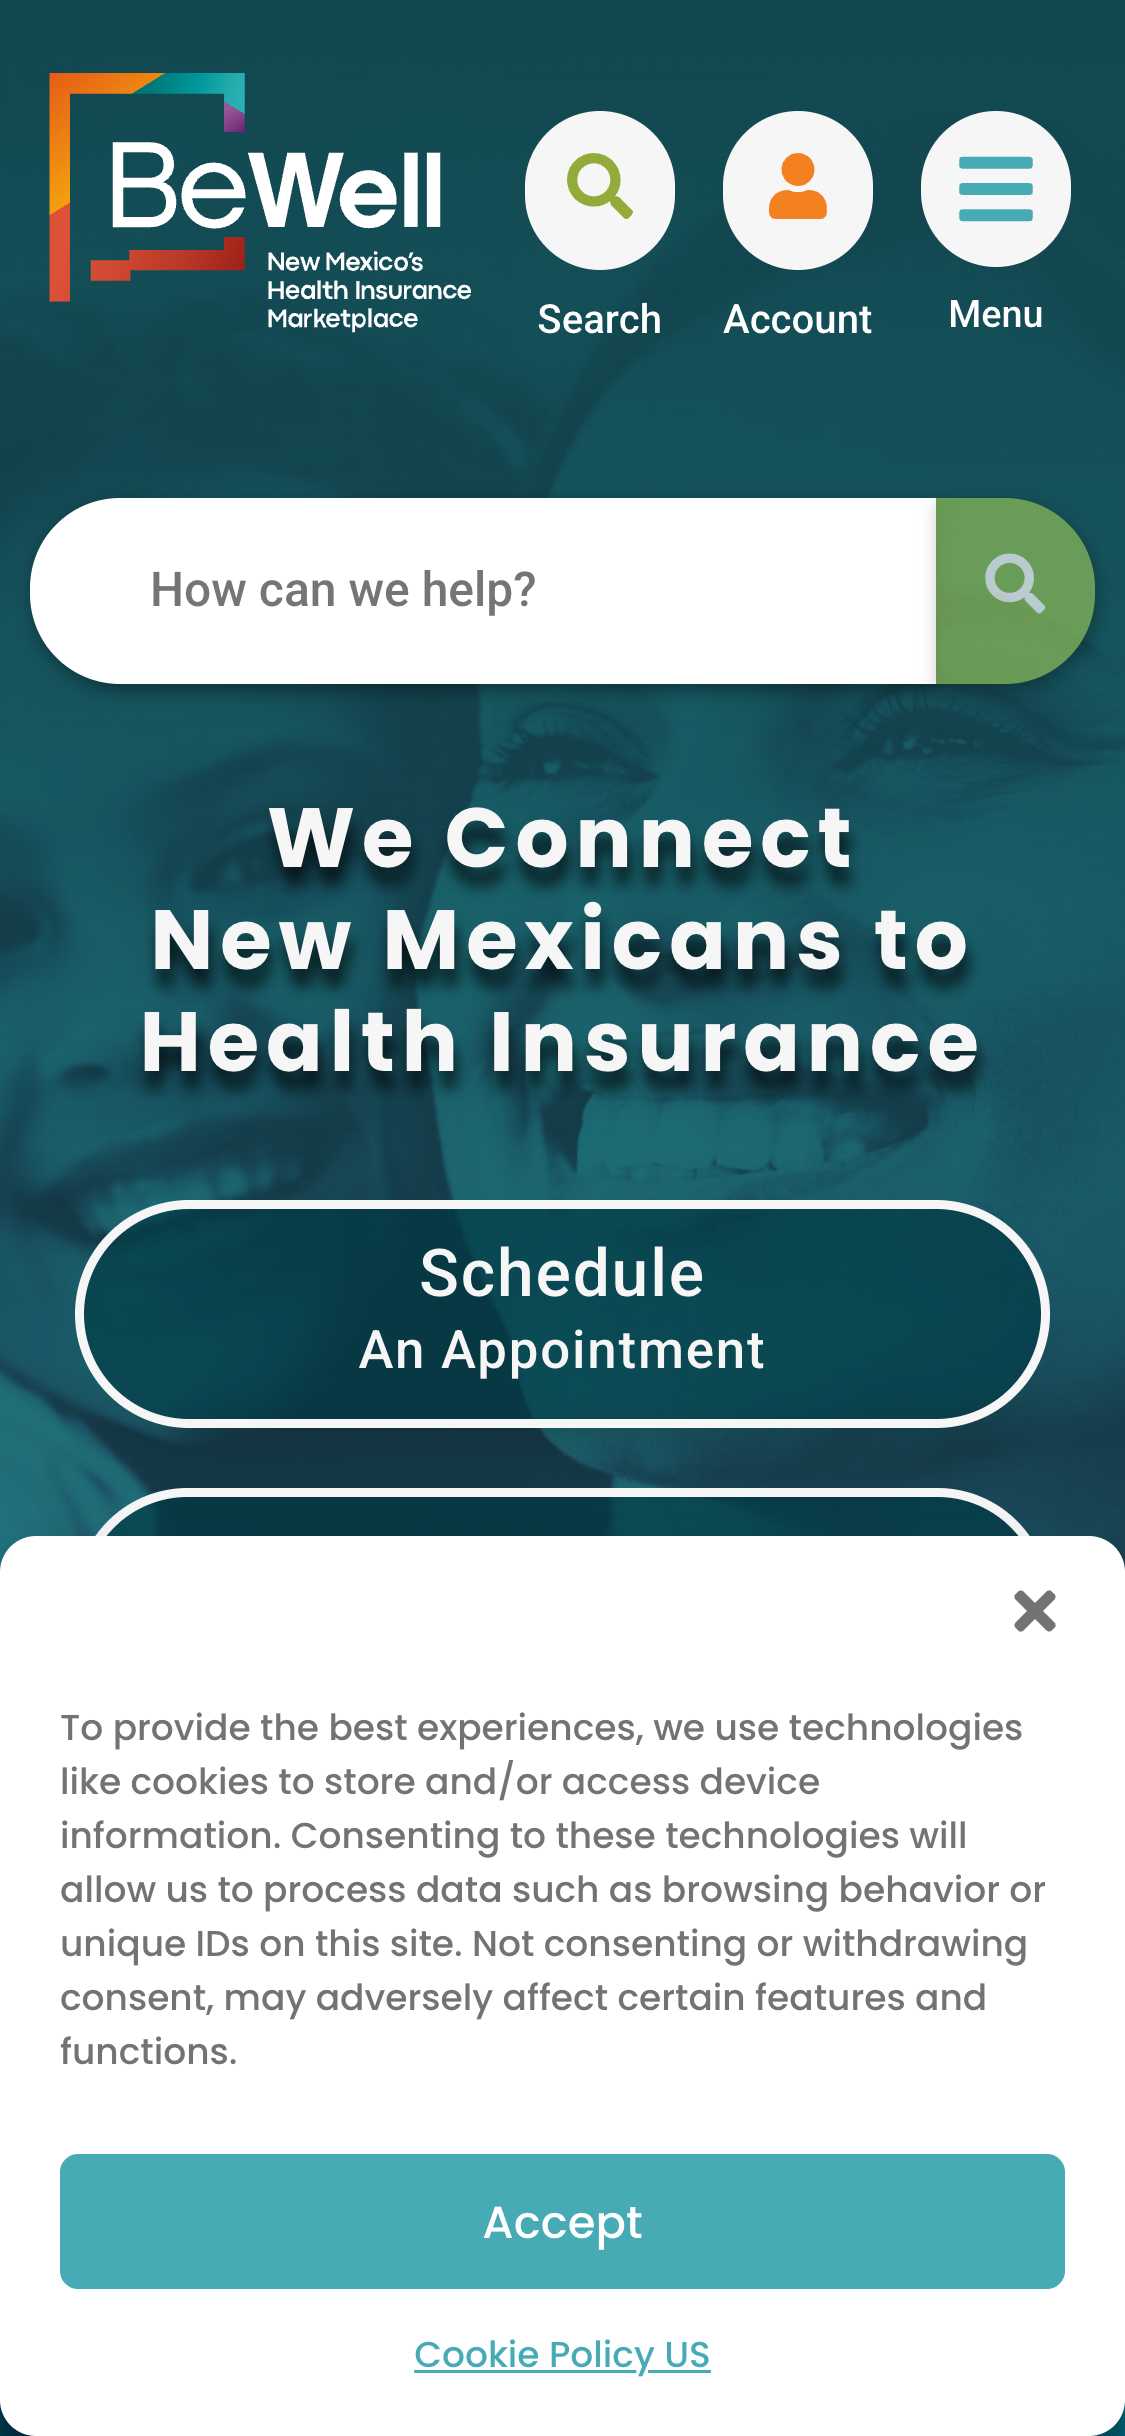 BeWell
New Mexico's
Health Insurance
Marketplace
Search
Account
Menu
How can we help?
We Connect
New Mexicans to
Health Insurance
Schedule
An Appointment
To provide the best experiences, we use technologies
like cookies to store and/or access device
information. Consenting to these technologies will
allow us to process data such as browsing behavior or
unique IDs on this site. Not consenting or withdrawing
consent, may adversely affect certain features and
functions.
Accept
Cookie Policy US